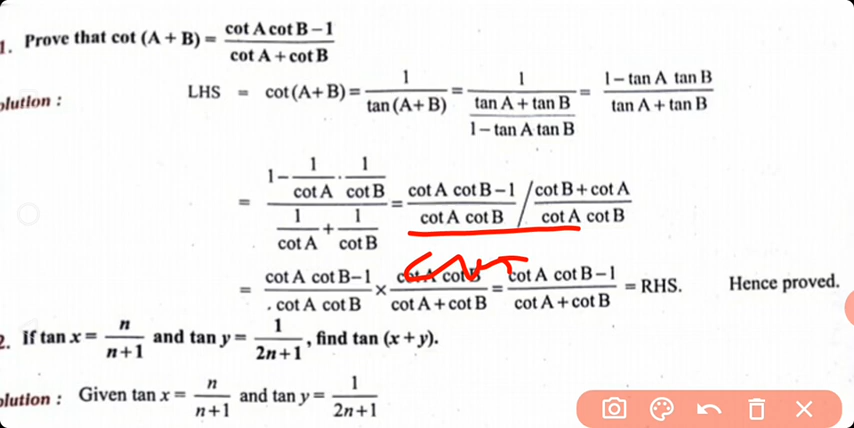 1. Prove that cot (A + B) = (cot A cot B – 1) / (cot A + cot B)
olution : LHS = cot (A+ B) = 1 / tan (A + B) = 1 / ((tan A + tan B) / (1 – tan A tan B)) = (1 – tan A tan B) / (tan A + tan B)
= (1 – 1/cot A · 1/cot B) / (1/cot A + 1/cot B) = (cot A cot B – 1) / (cot A cot B) / (cot B + cot A) / (cot A cot B)
= (cot A cot B – 1) / (. cot A cot B) × (cot A cot B) / (cot A + cot B) = (cot A cot B – 1) / (cot A + cot B) = RHS. Hence proved.
2. If tan x = n / (n+1) and tan y = 1 / (2n+1), find tan (x + y).
olution : Given tan x = n / (n+1) and tan y = 1 / (2n+1)